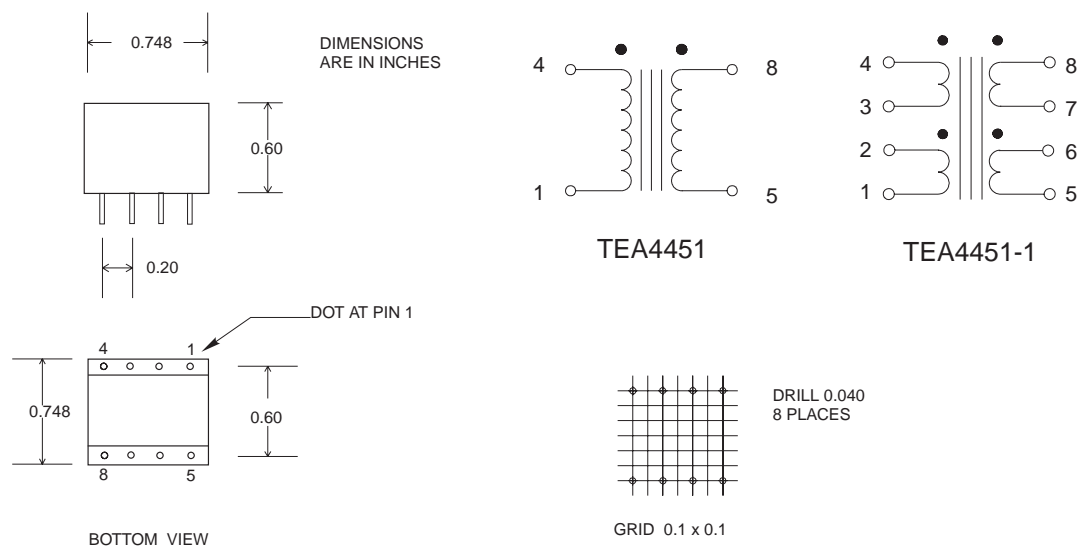 0.748
DIMENSIONS
ARE IN INCHES
0.60
0.20
4 8
1 5
TEA4451
4 8
3 7
2 6
1 5
TEA4451-1
DOT AT PIN 1
4 1
0.748
0.60
8 5
BOTTOM VIEW
DRILL 0.040
8 PLACES
GRID 0.1 x 0.1